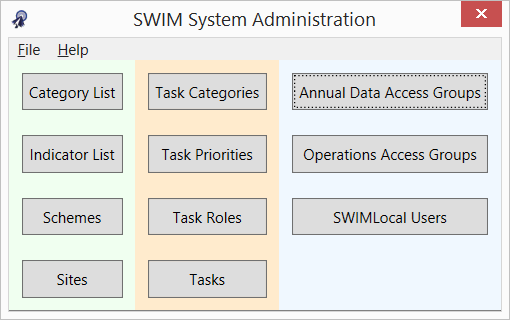 SWIM System Administration
File Help
Category List Task Categories Annual Data Access Groups
Indicator List Task Priorities Operations Access Groups
Schemes Task Roles SWIMLocal Users
Sites Tasks